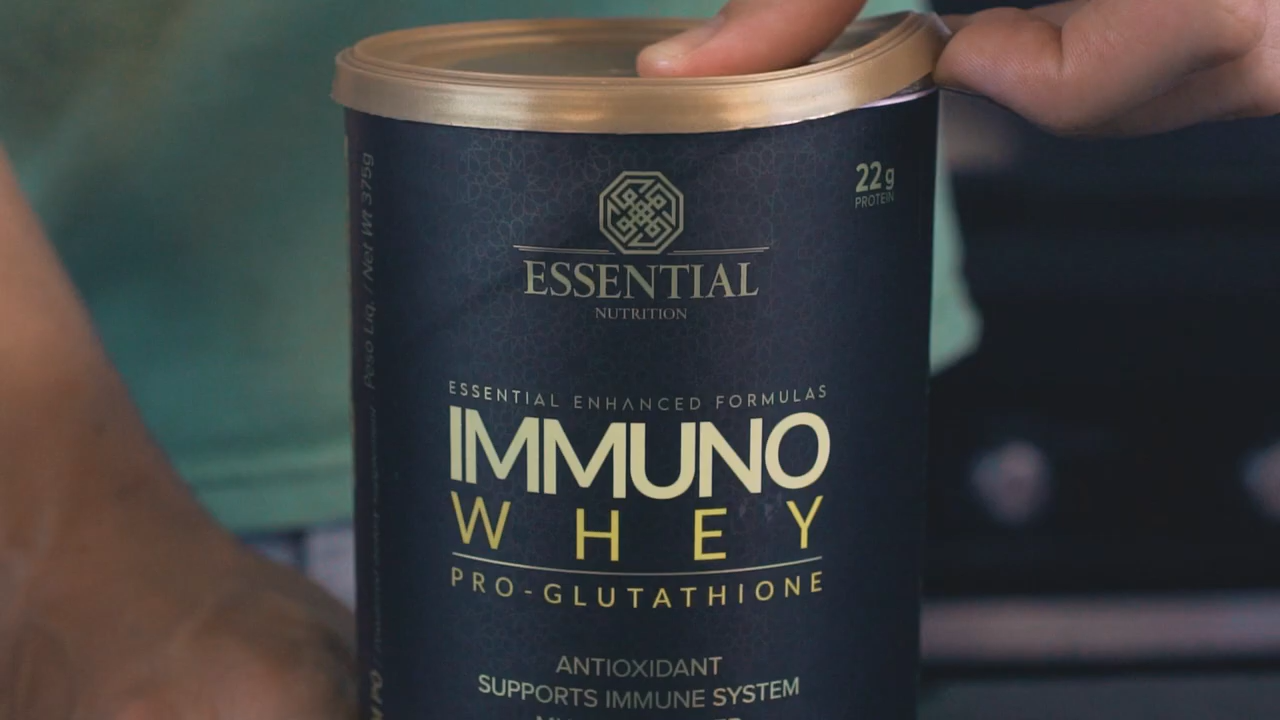 22g
PROTEIN
ESSENTIAL
NUTRITION
ESSENTIAL ENHANCED FORMULAS
IMMUNO
WHEY
PRO-GLUTATHIONE
ANTIOXIDANT
SUPPORTS IMMUNE SYSTEM
Peso Líq. / Net Wt 375g